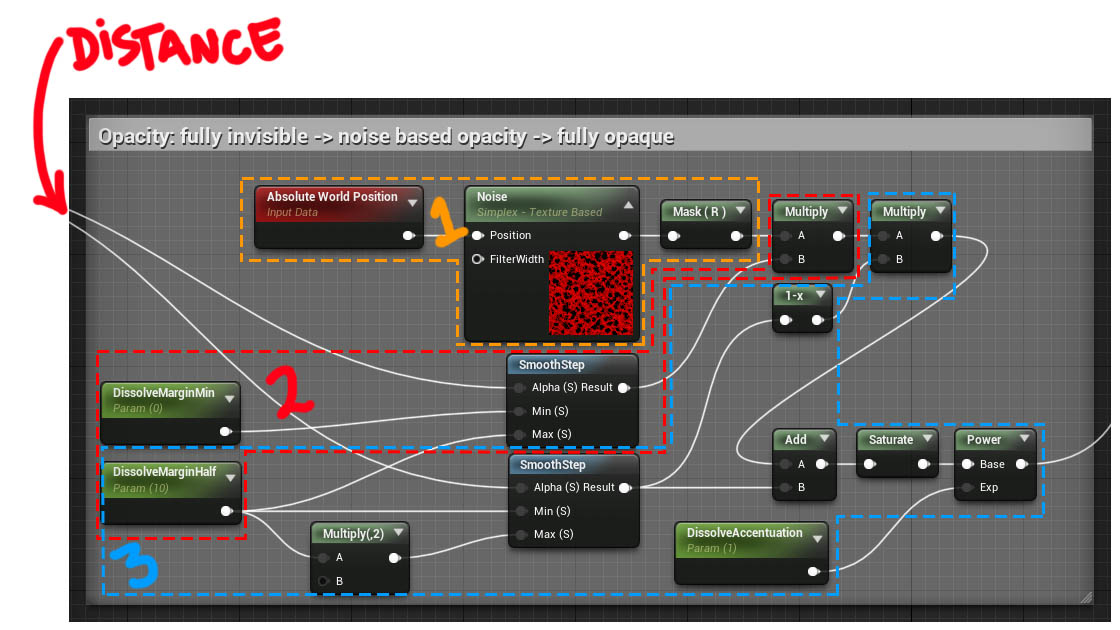 DISTANCE
Opacity: fully invisible -> noise based opacity -> fully opaque
Absolute World Position
Input Data
1
Noise
Simplex - Texture Based
Position
FilterWidth
Mask ( R )
Multiply
A
B
Multiply
A
B
1-x
DissolveMarginMin
Param (0)
2
SmoothStep
Alpha (S) Result
Min (S)
Max (S)
DissolveMarginHalf
Param (10)
SmoothStep
Alpha (S) Result
Min (S)
Max (S)
Add
A
B
Saturate
Power
Base
Exp
3
Multiply(,2)
A
B
DissolveAccentuation
Param (1)